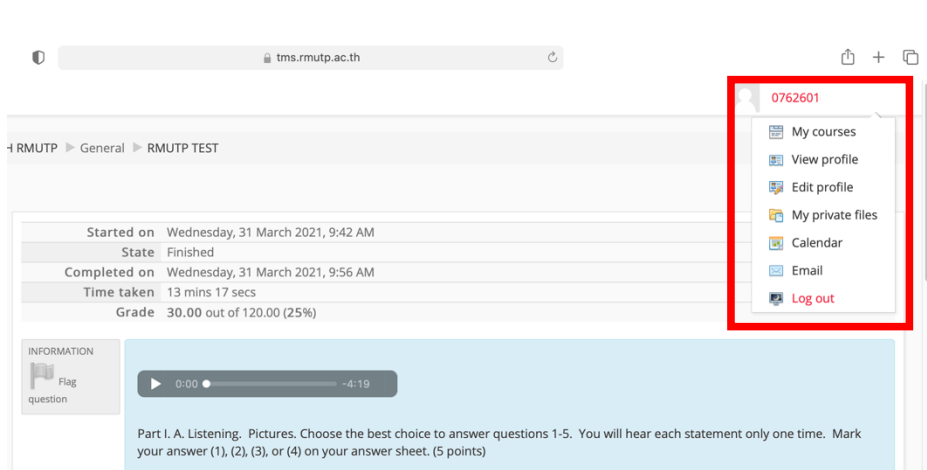 tms.rmutp.ac.th
0762601
My courses
View profile
Edit profile
My private files
Calendar
Email
Log out
H RMUTP General RMUTP TEST
Started on Wednesday, 31 March 2021, 9:42 AM
State Finished
Completed on Wednesday, 31 March 2021, 9:56 AM
Time taken 13 mins 17 secs
Grade 30.00 out of 120.00 (25%)
INFORMATION
Flag
question
0:00 -4:19
Part I. A. Listening. Pictures. Choose the best choice to answer questions 1-5. You will hear each statement only one time. Mark
your answer (1), (2), (3), or (4) on your answer sheet. (5 points)